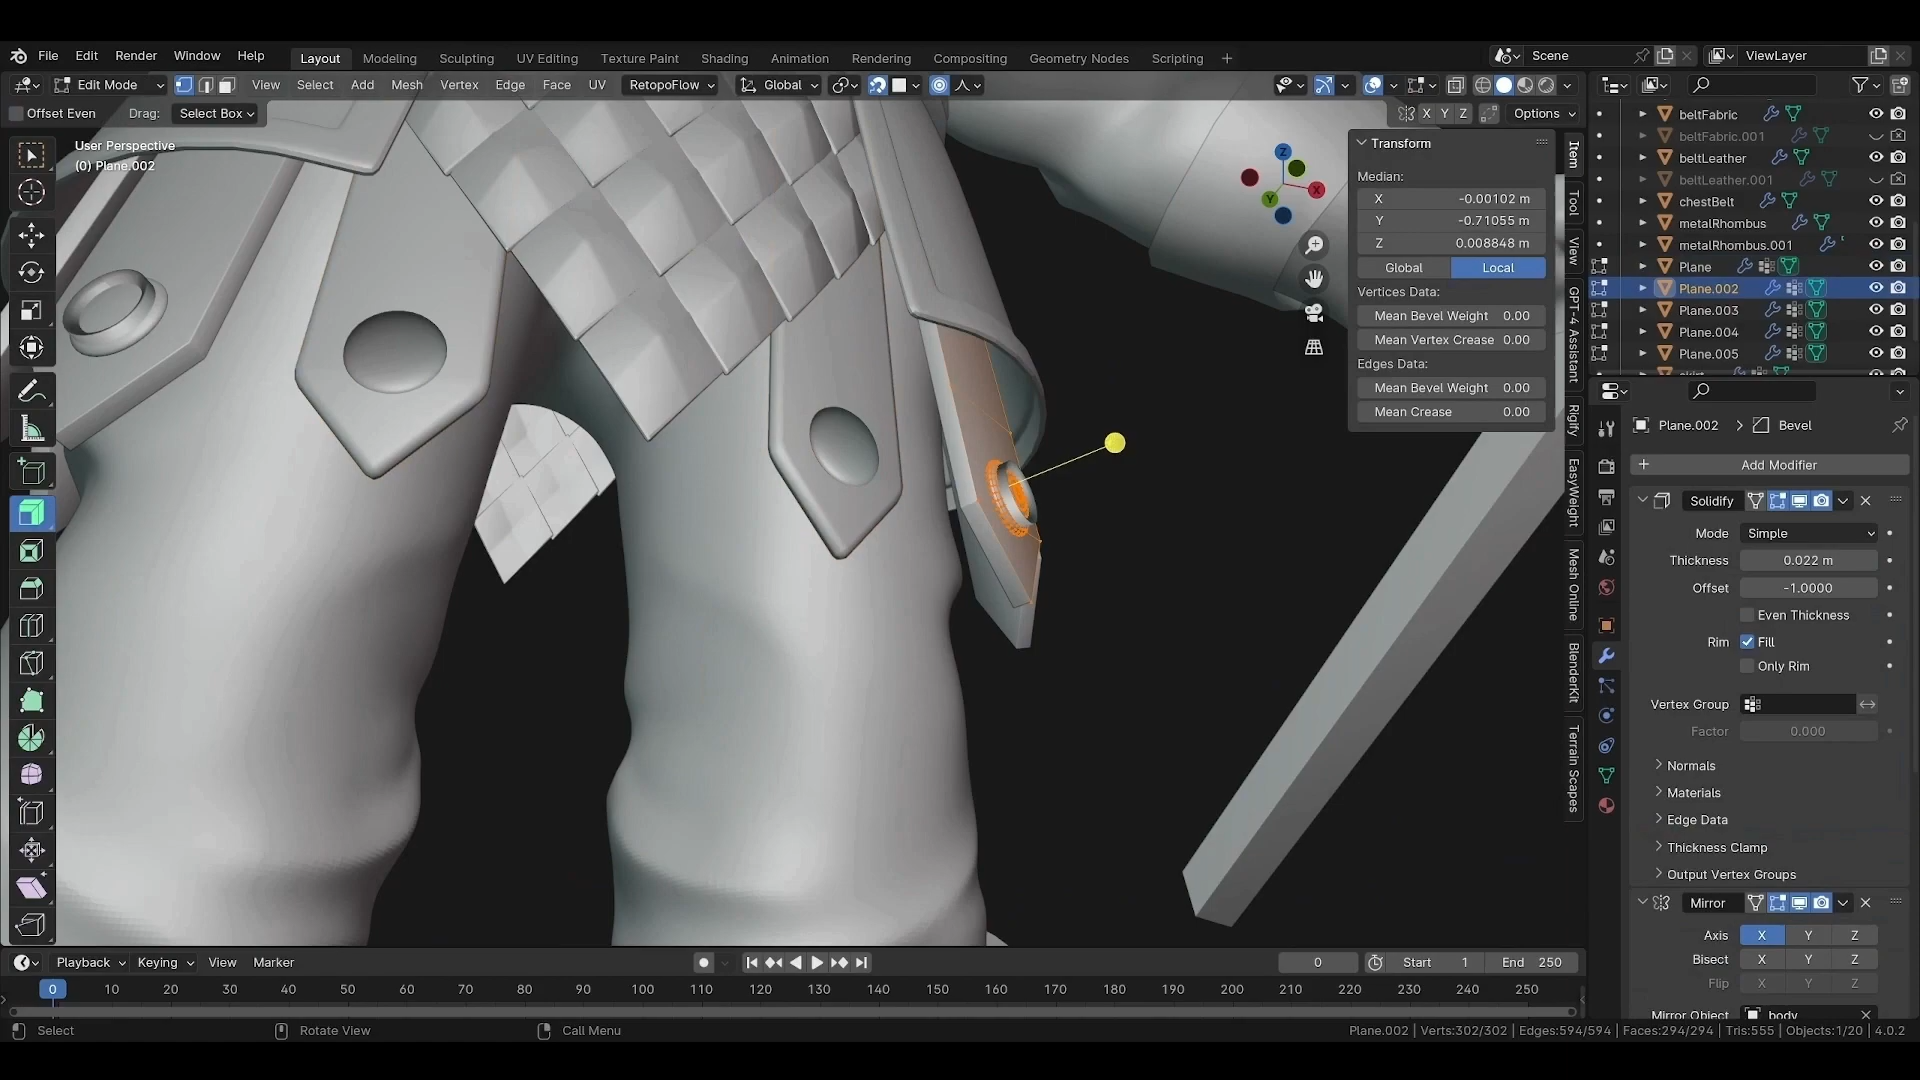 File Edit Render Window Help Layout Modeling Sculpting UV Editing Texture Paint Shading Animation Rendering Compositing Geometry Nodes Scripting + Scene ViewLayer
Edit Mode View Select Add Mesh Vertex Edge Face UV RetopoFlow Global
Offset Even Drag: Select Box X Y Z Options
User Perspective
(0) Plane.002
Z
X
Y
Transform
Median:
X -0.00102 m
Y -0.71055 m
Z 0.008848 m
Global Local
Vertices Data:
Mean Bevel Weight 0.00
Mean Vertex Crease 0.00
Edges Data:
Mean Bevel Weight 0.00
Mean Crease 0.00
Item
Tool
View
GPT-4 Assistant
Rigify
EasyWeight
Mesh Online
BlenderKit
Terrain Scapes
beltFabric
beltFabric.001
beltLeather
beltLeather.001
chestBelt
metalRhombus
metalRhombus.001
Plane
Plane.002
Plane.003
Plane.004
Plane.005
Plane.002 > Bevel
+ Add Modifier
Solidify
Mode Simple
Thickness 0.022 m
Offset -1.0000
Even Thickness
Rim Fill
Only Rim
Vertex Group
Factor 0.000
Normals
Materials
Edge Data
Thickness Clamp
Output Vertex Groups
Mirror
Axis X Y Z
Bisect X Y Z
Flip X Y Z
Mirror Object body
Playback Keying View Marker 0 Start 1 End 250
0 10 20 30 40 50 60 70 80 90 100 110 120 130 140 150 160 170 180 190 200 210 220 230 240 250
Select Rotate View Call Menu Plane.002 | Verts:302/302 | Edges:594/594 | Faces:294/294 | Tris:555 | Objects:1/20 | 4.0.2